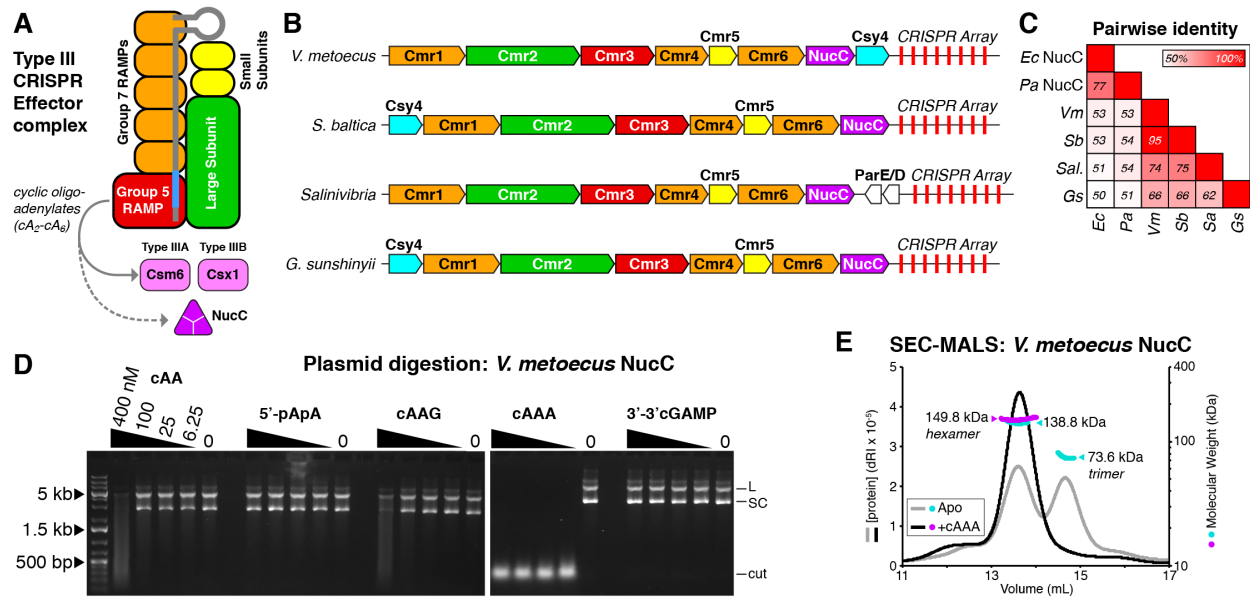 A
Type III
CRISPR
Effector
complex
Group 7 RAMPs
Small
Subunits
Large Subunit
Group 5
RAMP
cyclic oligo-
adenylates
(cA2-cA6)
Type IIIA
Type IIIB
Csm6
Csx1
NucC
B
V. metoecus
Cmr1
Cmr2
Cmr3
Cmr4
Cmr5
Cmr6
NucC
Csy4
CRISPR Array
S. baltica
Csy4
Cmr1
Cmr2
Cmr3
Cmr4
Cmr5
Cmr6
NucC
CRISPR Array
Salinivibria
Cmr1
Cmr2
Cmr3
Cmr4
Cmr5
Cmr6
NucC
ParE/D
CRISPR Array
G. sunshinyii
Csy4
Cmr1
Cmr2
Cmr3
Cmr4
Cmr5
Cmr6
NucC
CRISPR Array
C
Pairwise identity
50% 100%
Ec NucC
Pa NucC 77
Vm 53 53
Sb 53 54 95
Sal. 51 54 74 75
Gs 50 51 66 66 62
Ec Pa Vm Sb Sa Gs
D
Plasmid digestion: V. metoecus NucC
cAA
400 nM
100
25
6.25
0
5'-pApA
0
cAAG
0
cAAA
0
3'-3'cGAMP
0
5 kb
1.5 kb
500 bp
L
SC
cut
E
SEC-MALS: V. metoecus NucC
[protein] (dRI x 10⁻⁵)
5
4
3
2
1
0
149.8 kDa
hexamer
138.8 kDa
73.6 kDa
trimer
Apo
+cAAA
400
100
10
Molecular Weight (kDa)
11 13 15 17
Volume (mL)